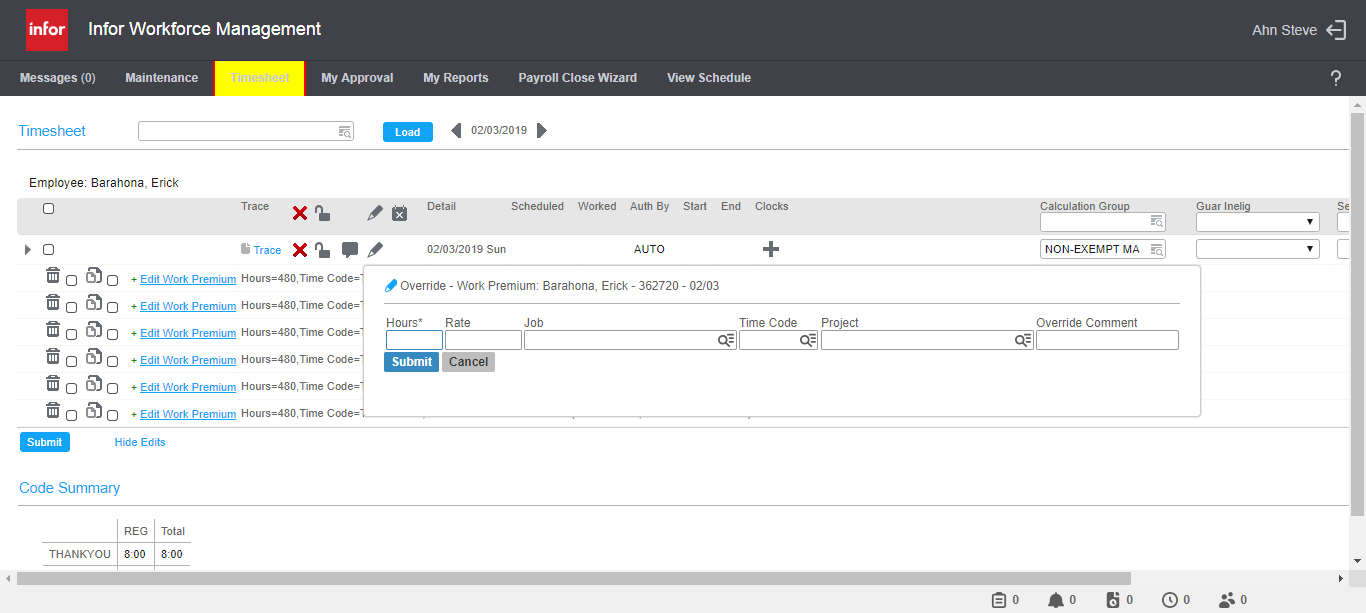 infor Infor Workforce Management Ahn Steve
Messages (0) Maintenance Timesheet My Approval My Reports Payroll Close Wizard View Schedule ?
Timesheet Load 02/03/2019
Employee: Barahona, Erick
Trace Detail Scheduled Worked Auth By Start End Clocks Calculation Group Guar Inelig Se
Trace 02/03/2019 Sun AUTO NON-EXEMPT MA
+ Edit Work Premium Hours=480,Time Code=T
Override - Work Premium: Barahona, Erick - 362720 - 02/03
+ Edit Work Premium Hours=480,Time Code=T
Hours* Rate Job Time Code Project Override Comment
+ Edit Work Premium Hours=480,Time Code=T
+ Edit Work Premium Hours=480,Time Code=T
Submit Cancel
+ Edit Work Premium Hours=480,Time Code=T
+ Edit Work Premium Hours=480,Time Code=T
Submit Hide Edits
Code Summary
REG Total
THANKYOU 8:00 8:00
0 0 0 0 0